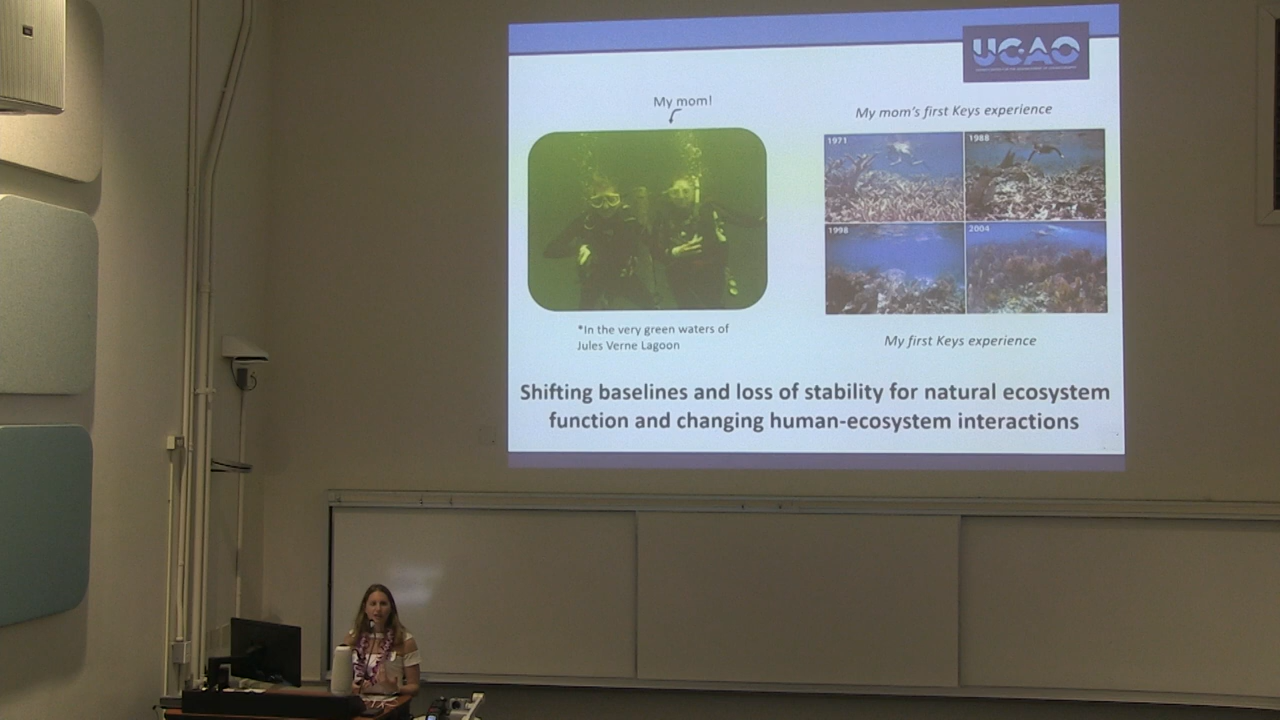 UCAO
My mom!
My mom's first Keys experience
1971
1988
1998
2004
*In the very green waters of
Jules Verne Lagoon
My first Keys experience
Shifting baselines and loss of stability for natural ecosystem
function and changing human-ecosystem interactions